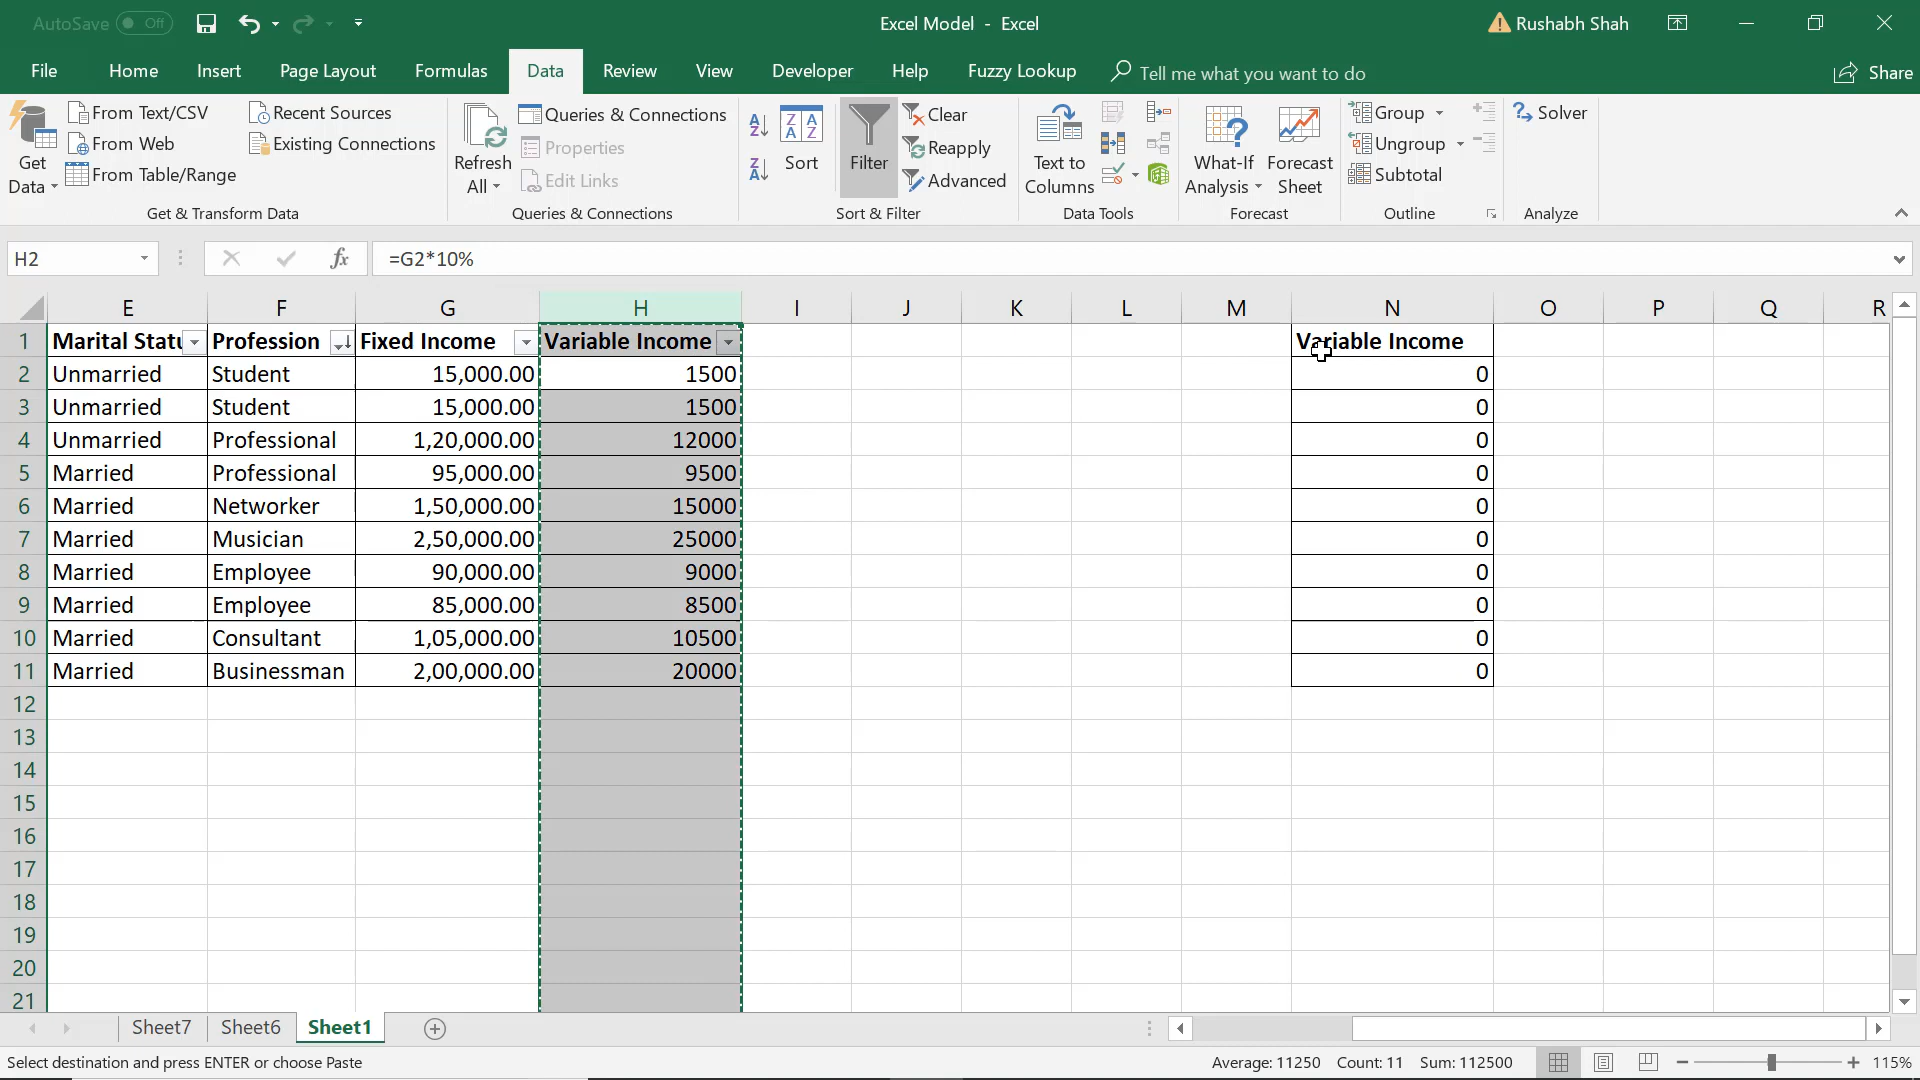 AutoSave Off
Excel Model - Excel
Rushabh Shah
File Home Insert Page Layout Formulas Data Review View Developer Help Fuzzy Lookup Tell me what you want to do Share
Get Data
From Text/CSV
From Web
From Table/Range
Recent Sources
Existing Connections
Get & Transform Data
Refresh All
Queries & Connections
Properties
Edit Links
Queries & Connections
Sort
Filter
Clear
Reapply
Advanced
Sort & Filter
Text to Columns
Data Tools
What-If Analysis
Forecast Sheet
Forecast
Group
Ungroup
Subtotal
Outline
Solver
Analyze
H2 fx =G2*10%
E F G H I J K L M N O P Q R
1 Marital Statu Profession Fixed Income Variable Income Variable Income
2 Unmarried Student 15,000.00 1500 0
3 Unmarried Student 15,000.00 1500 0
4 Unmarried Professional 1,20,000.00 12000 0
5 Married Professional 95,000.00 9500 0
6 Married Networker 1,50,000.00 15000 0
7 Married Musician 2,50,000.00 25000 0
8 Married Employee 90,000.00 9000 0
9 Married Employee 85,000.00 8500 0
10 Married Consultant 1,05,000.00 10500 0
11 Married Businessman 2,00,000.00 20000 0
12
13
14
15
16
17
18
19
20
21
Sheet7 Sheet6 Sheet1
Select destination and press ENTER or choose Paste Average: 11250 Count: 11 Sum: 112500 115%